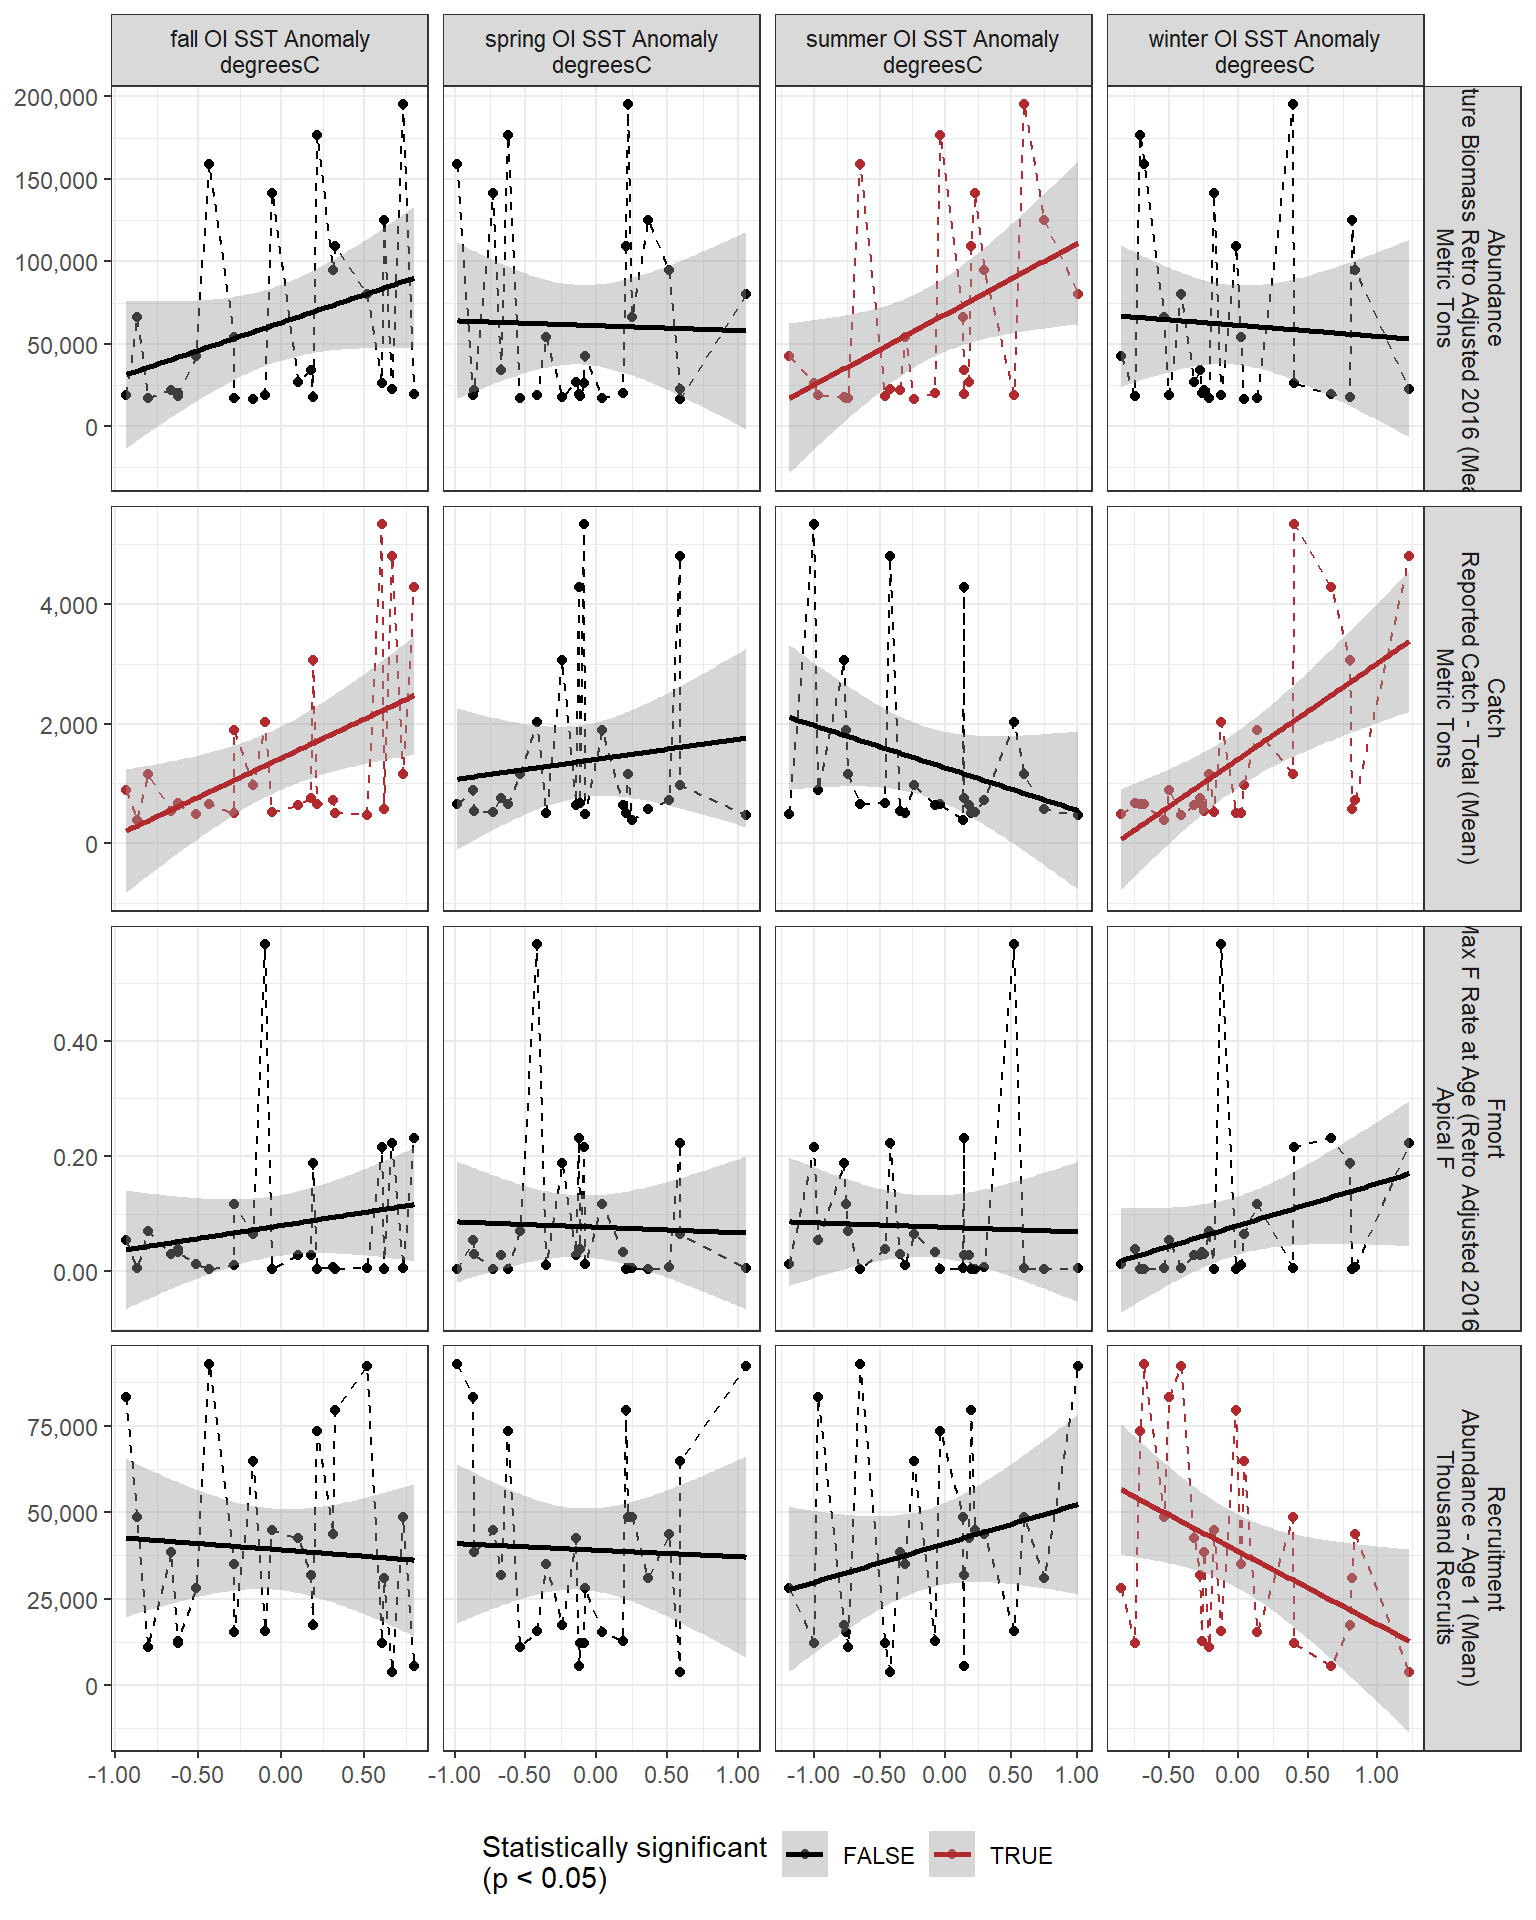 fall OI SST Anomaly
degreesC
spring OI SST Anomaly
degreesC
summer OI SST Anomaly
degreesC
winter OI SST Anomaly
degreesC
200,000
150,000
100,000
50,000
0
Abundance
ture Biomass Retro Adjusted 2016 (Mea
Metric Tons
4,000
2,000
0
Catch
Reported Catch - Total (Mean)
Metric Tons
0.40
0.20
0.00
Fmort
Max F Rate at Age (Retro Adjusted 2016
Apical F
75,000
50,000
25,000
0
Recruitment
Abundance - Age 1 (Mean)
Thousand Recruits
-1.00 -0.50 0.00 0.50
-1.00 -0.50 0.00 0.50 1.00
-1.00 -0.50 0.00 0.50 1.00
-0.50 0.00 0.50 1.00
Statistically significant
(p < 0.05)
FALSE
TRUE